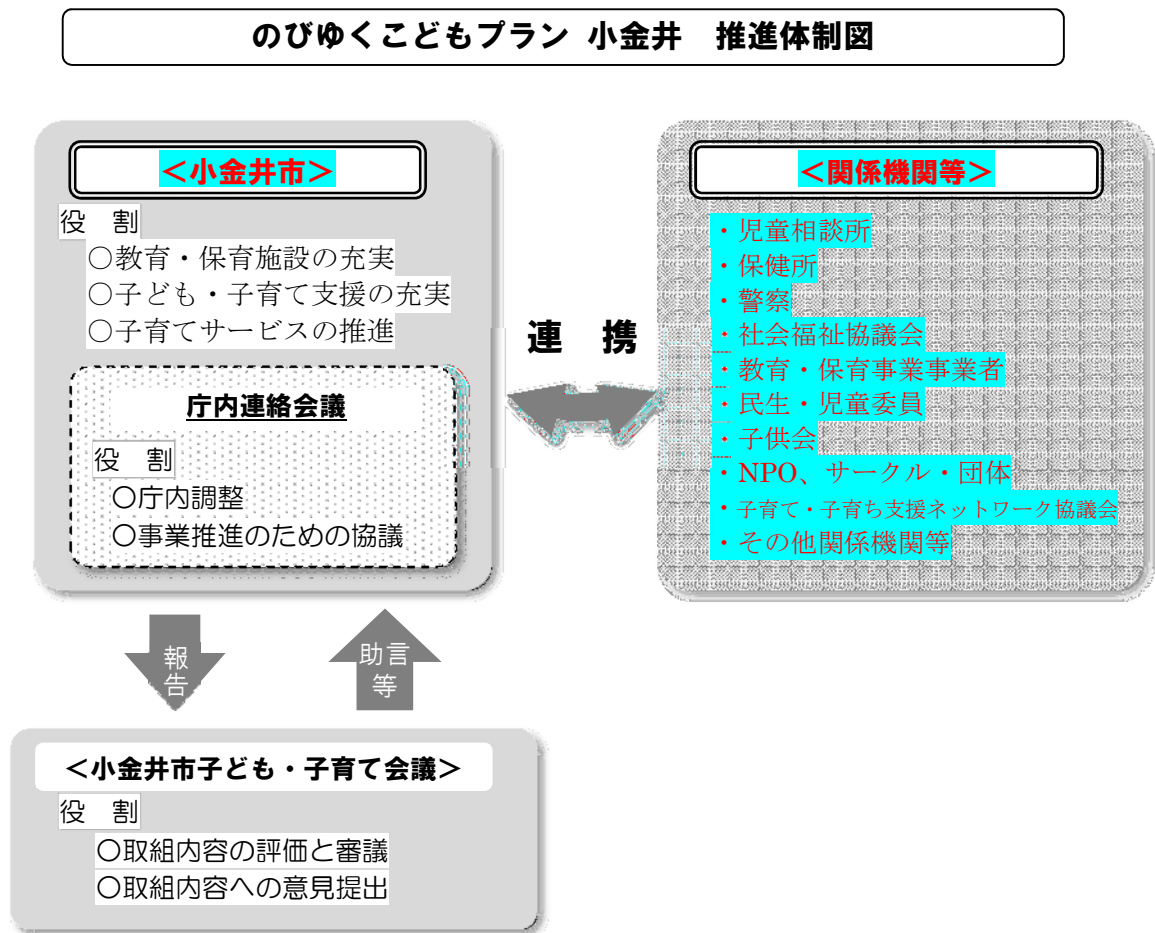 のびゆくこどもプラン 小金井　推進体制図
＜小金井市＞
役　割
○教育・保育施設の充実
○子ども・子育て支援の充実
○子育てサービスの推進
庁内連絡会議
役　割
○庁内調整
○事業推進のための協議
連　携
＜関係機関等＞
・児童相談所
・保健所
・警察
・社会福祉協議会
・教育・保育事業事業者
・民生・児童委員
・子供会
・NPO、サークル・団体
・子育て・子育ち支援ネットワーク協議会
・その他関係機関等
報
告
助言
等
＜小金井市子ども・子育て会議＞
役　割
○取組内容の評価と審議
○取組内容への意見提出